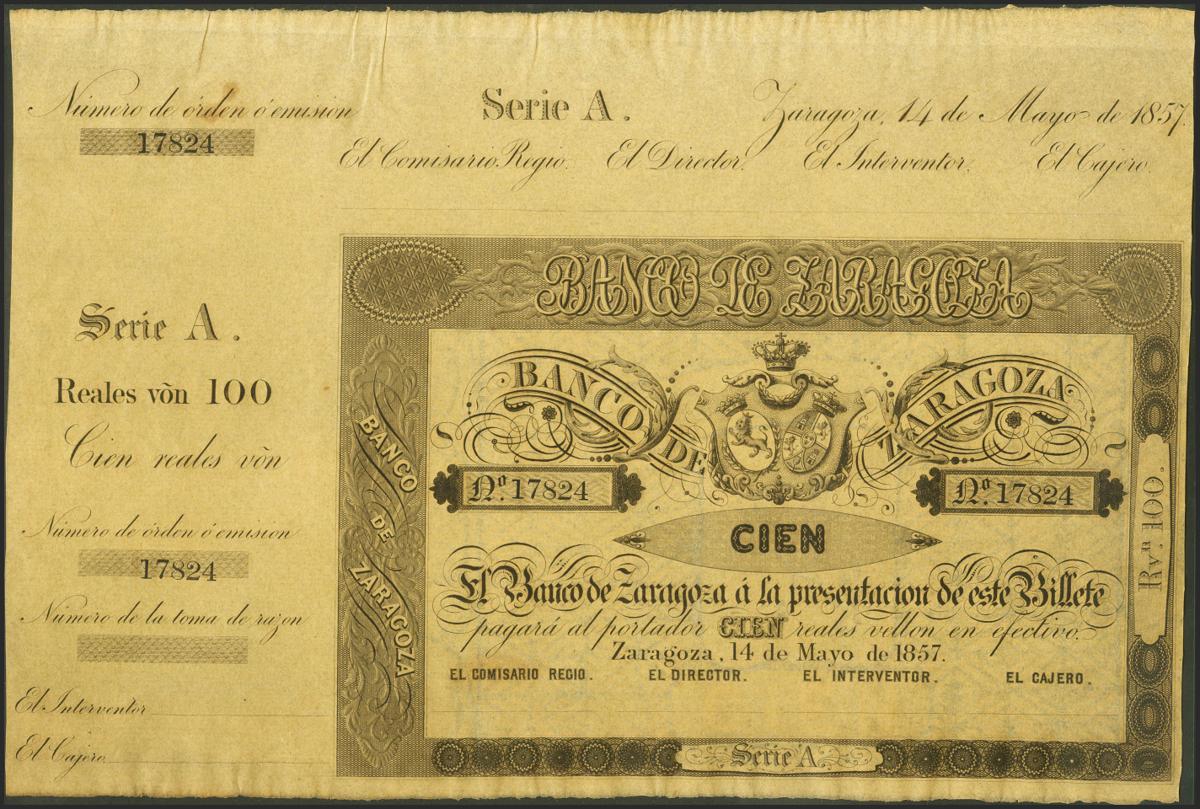 Número de órden ó emision
17824
Serie A.
Zaragoza, 14 de Mayo de 1857.
El Comisario Regio. El Director. El Interventor. El Cajero.
Serie A.
Reales võn 100
Cien reales võn
Número de órden ó emision
17824
Número de la toma de razon
El Interventor
El Cajero
BANCO DE ZARAGOZA
BANCO DE ZARAGOZA
BANCO DE ZARAGOZA
Nº. 17824
Nº. 17824
CIEN
El Banco de Zaragoza á la presentacion de este Billete
pagará al portador CIEN reales vellon en efectivo.
Zaragoza, 14 de Mayo de 1857.
EL COMISARIO REGIO. EL DIRECTOR. EL INTERVENTOR. EL CAJERO.
Serie A.
Rvⁿ. 100.